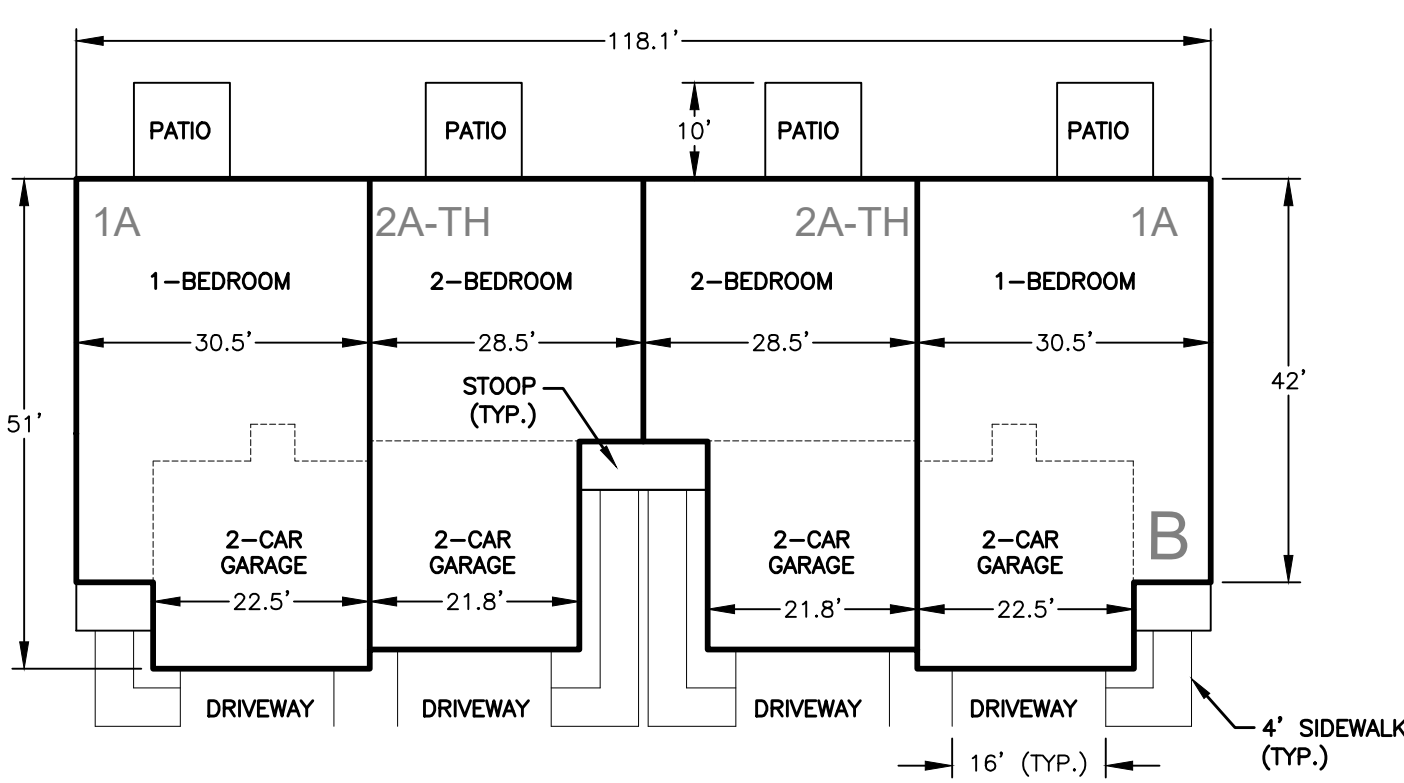 118.1'
PATIO
PATIO
10'
PATIO
PATIO
1A
2A-TH
2A-TH
1A
1-BEDROOM
2-BEDROOM
2-BEDROOM
1-BEDROOM
30.5'
28.5'
28.5'
30.5'
STOOP
(TYP.)
42'
51'
2-CAR
GARAGE
2-CAR
GARAGE
2-CAR
GARAGE
2-CAR
GARAGE
B
22.5'
21.8'
21.8'
22.5'
DRIVEWAY
DRIVEWAY
DRIVEWAY
DRIVEWAY
4' SIDEWALK
(TYP.)
16' (TYP.)